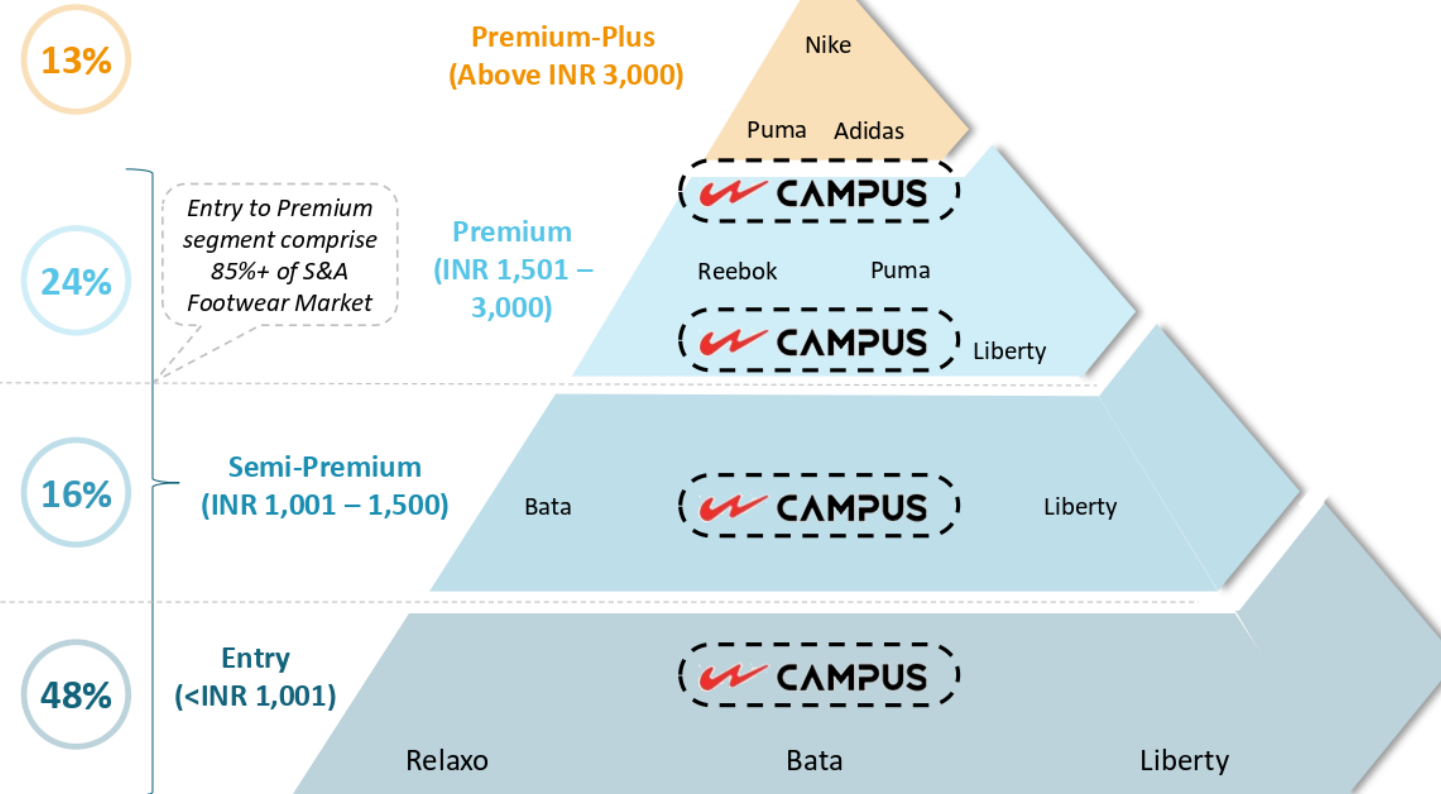 13%
Premium-Plus
(Above INR 3,000)
Nike
Puma
Adidas
CAMPUS
24%
Entry to Premium
segment comprise
85%+ of S&A
Footwear Market
Premium
(INR 1,501 –
3,000)
Reebok
Puma
CAMPUS
Liberty
16%
Semi-Premium
(INR 1,001 – 1,500)
Bata
CAMPUS
Liberty
48%
Entry
(<INR 1,001)
CAMPUS
Relaxo
Bata
Liberty